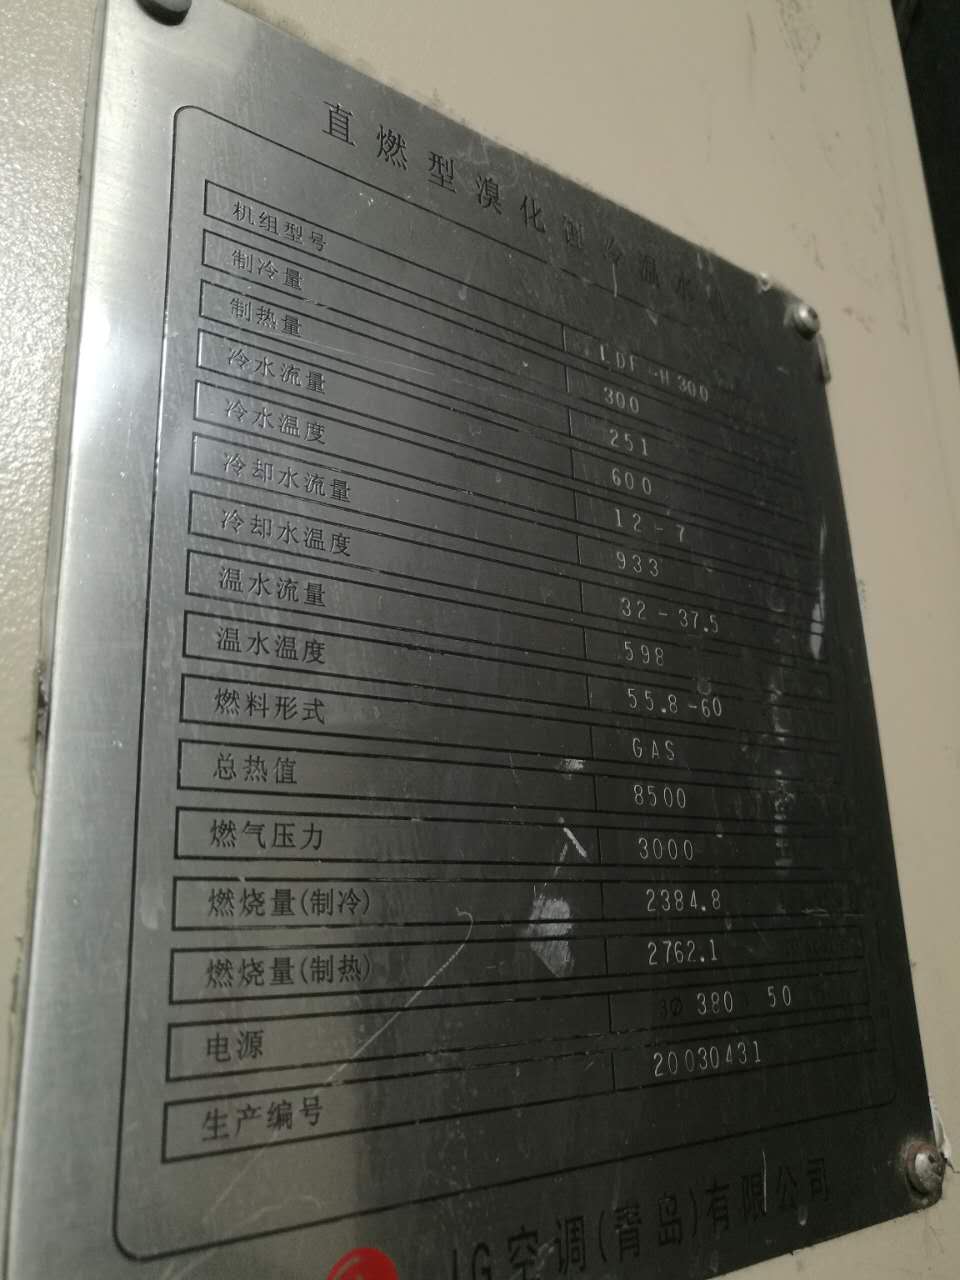 直燃型溴化锂冷温水
机组型号 LDF-H300
制冷量 300
制热量 251
冷水流量 600
冷水温度 12-7
冷却水流量 933
冷却水温度 32-37.5
温水流量 598
温水温度 55.8-60
燃料形式 GAS
总热值 8500
燃气压力 3000
燃烧量(制冷) 2384.8
燃烧量(制热) 2762.1
电源 3Ø 380 50
生产编号 20030431
LG空调(青岛)有限公司